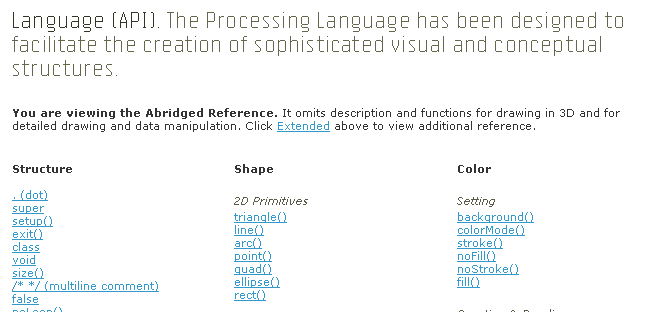 Language (API). The Processing Language has been designed to
facilitate the creation of sophisticated visual and conceptual
structures.
You are viewing the Abridged Reference. It omits description and functions for drawing in 3D and for
detailed drawing and data manipulation. Click Extended above to view additional reference.
Structure
. (dot)
super
setup()
exit()
class
void
size()
/* */ (multiline comment)
false
Shape
2D Primitives
triangle()
line()
arc()
point()
quad()
ellipse()
rect()
Color
Setting
background()
colorMode()
stroke()
noFill()
noStroke()
fill()